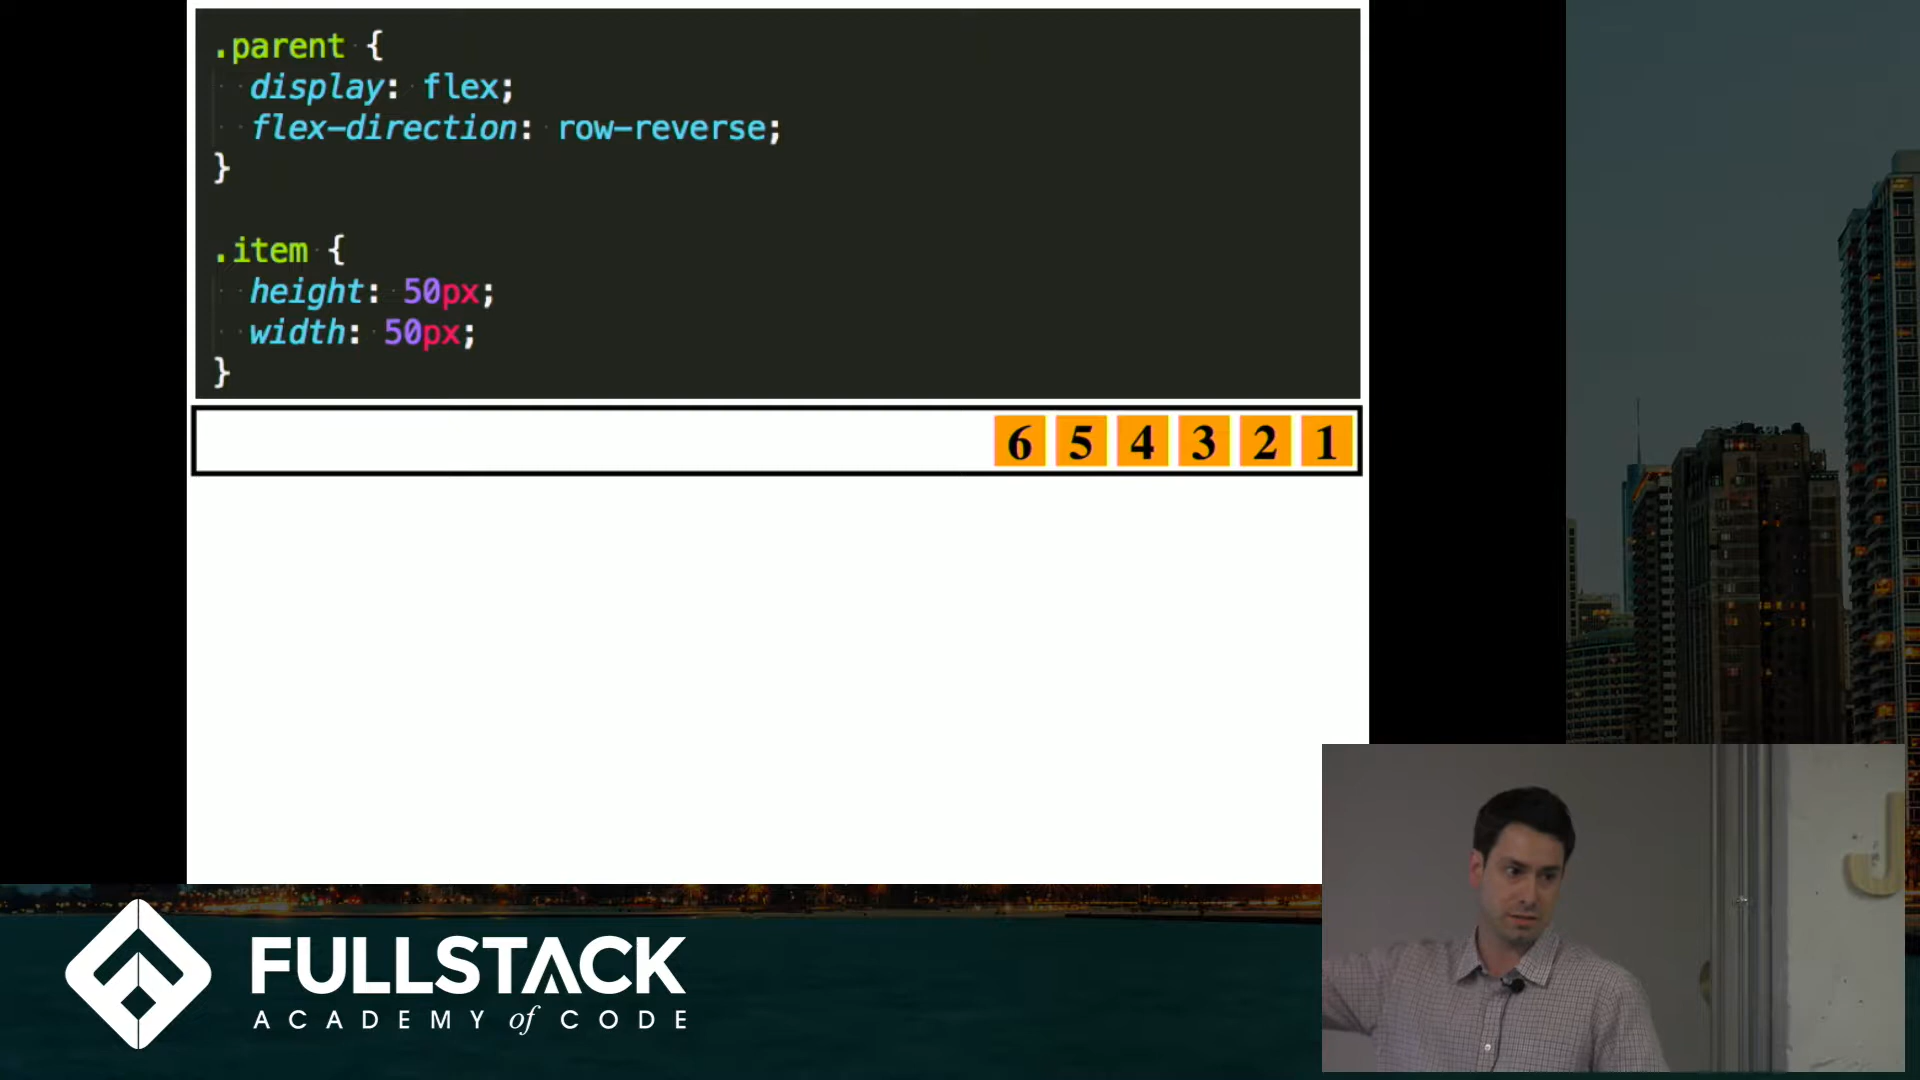 .parent {
display: flex;
flex-direction: row-reverse;
}
.item {
height: 50px;
width: 50px;
}
6 5 4 3 2 1
J
FULLSTACK
ACADEMY of CODE